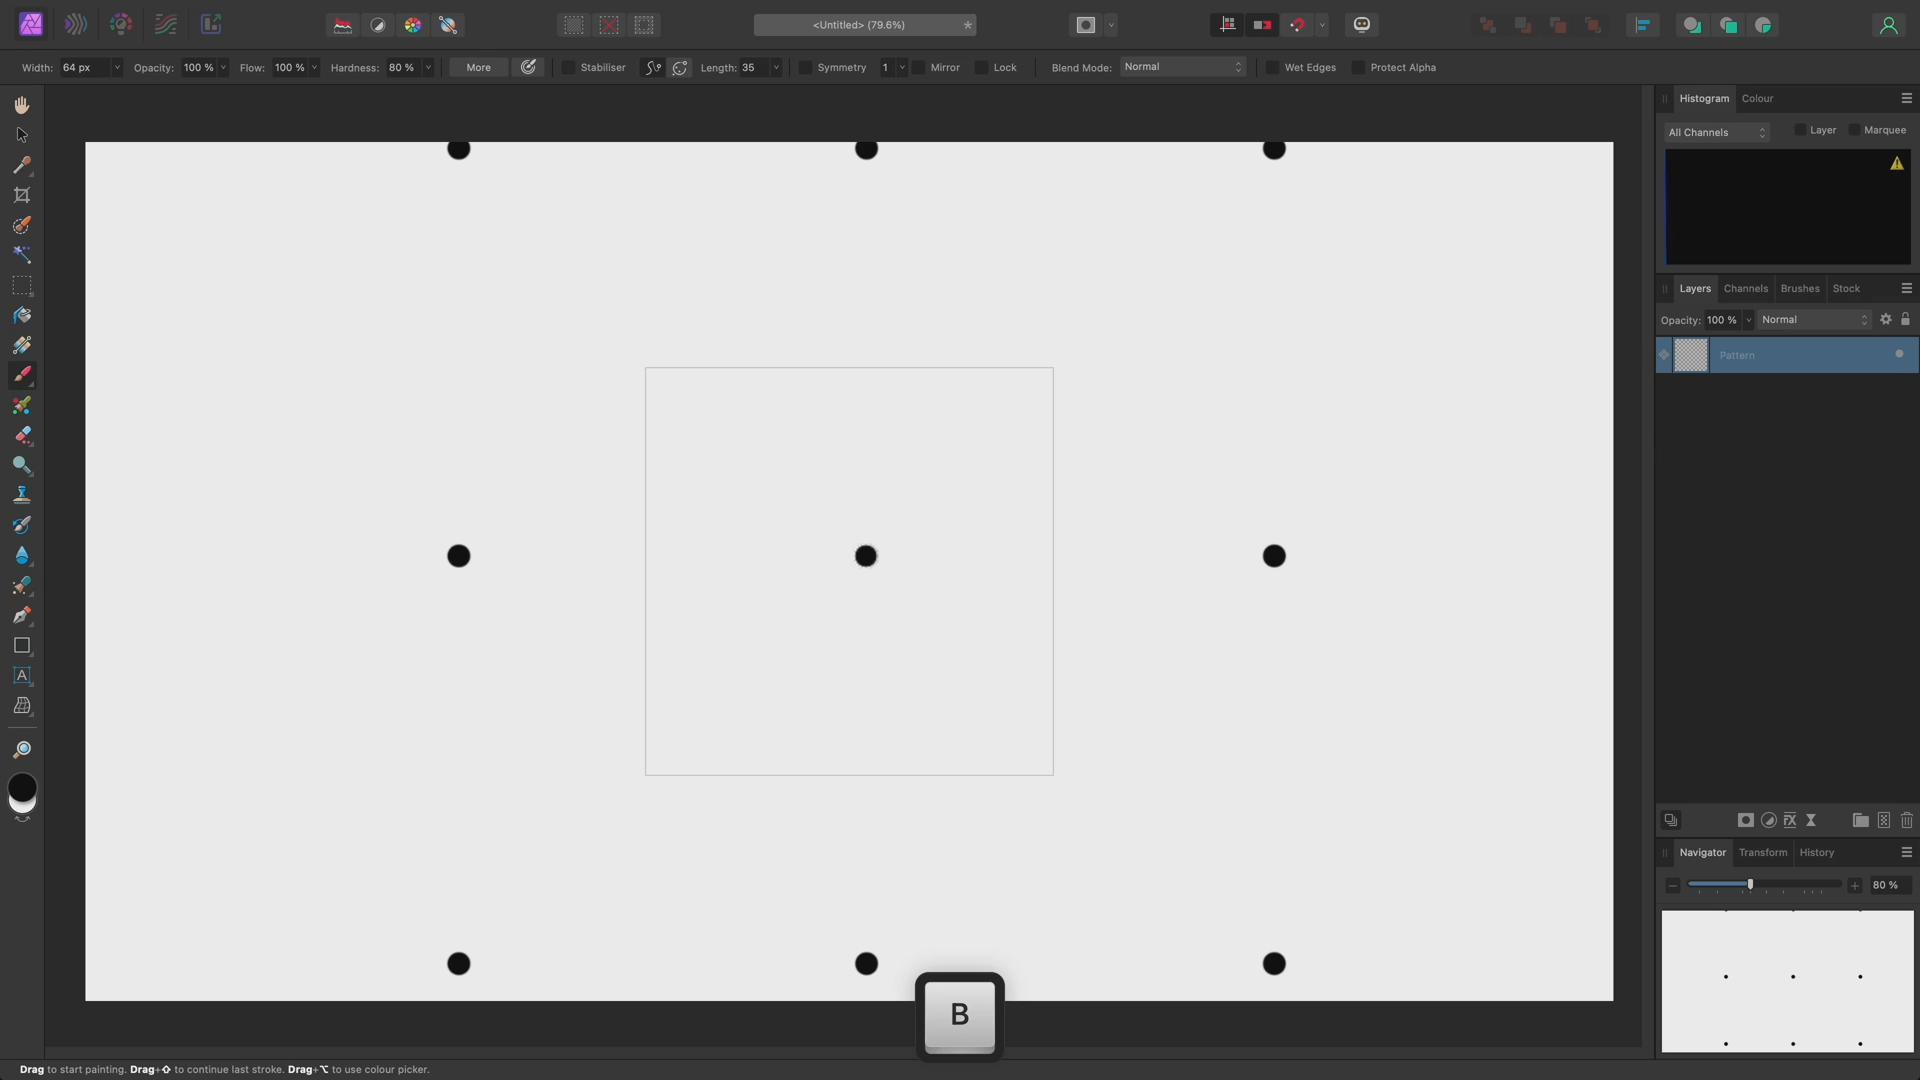 <Untitled> (79.6%)
Width: 64 px Opacity: 100 % Flow: 100 % Hardness: 80 % More Stabiliser Length: 35 Symmetry 1 Mirror Lock Blend Mode: Normal Wet Edges Protect Alpha
Histogram Colour
All Channels Layer Marquee
Layers Channels Brushes Stock
Opacity: 100 % Normal
Pattern
A
Navigator Transform History
80 %
B
Drag to start painting. Drag+⇧ to continue last stroke. Drag+⌥ to use colour picker.